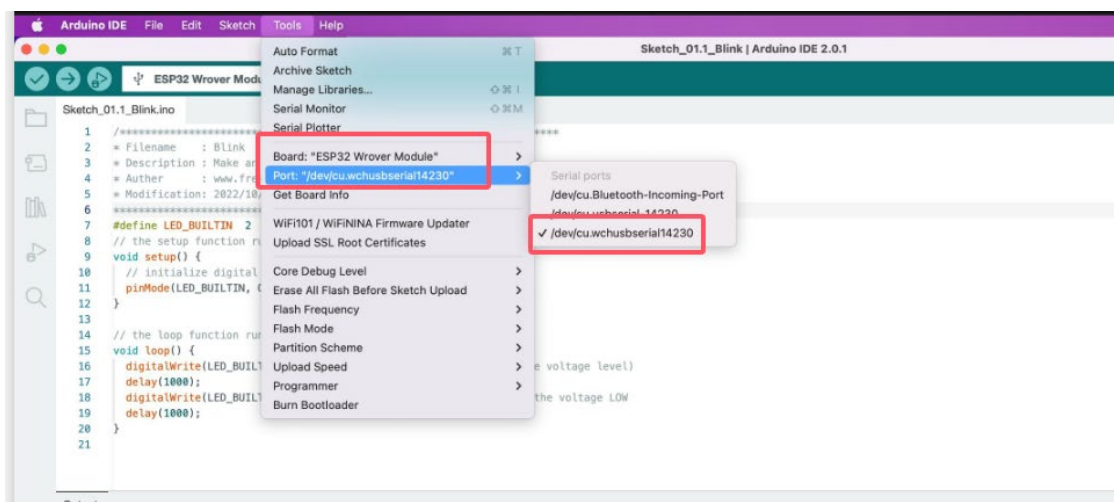 Arduino IDE File Edit Sketch Tools Help
Sketch_01.1_Blink | Arduino IDE 2.0.1
ESP32 Wrover
Sketch_01.1_Blink.ino
Auto Format ⌘ T
Archive Sketch
Manage Libraries... ⇧ ⌘ I
Serial Monitor ⇧ ⌘ M
Serial Plotter
Board: "ESP32 Wrover Module" >
Port: "/dev/cu.wchusbserial14230" >
Get Board Info
WiFi101 / WiFiNINA Firmware Updater
Upload SSL Root Certificates
Core Debug Level >
Erase All Flash Before Sketch Upload >
Flash Frequency >
Flash Mode >
Partition Scheme >
Upload Speed >
Programmer >
Burn Bootloader
Serial ports
/dev/cu.Bluetooth-Incoming-Port
/dev/cu.usbserial-14230
✓ /dev/cu.wchusbserial14230
1 /**********************
2 * Filename : Blink
3 * Description : Make an
4 * Auther : www.fre
5 * Modification: 2022/10/
6 **********************
7 #define LED_BUILTIN 2
8 // the setup function
9 void setup() {
10 // initialize digital
11 pinMode(LED_BUILTIN,
12 }
13
14 // the loop function
15 void loop() {
16 digitalWrite(LED_BUILT voltage level)
17 delay(1000);
18 digitalWrite(LED_BUILT the voltage LOW
19 delay(1000);
20 }
21